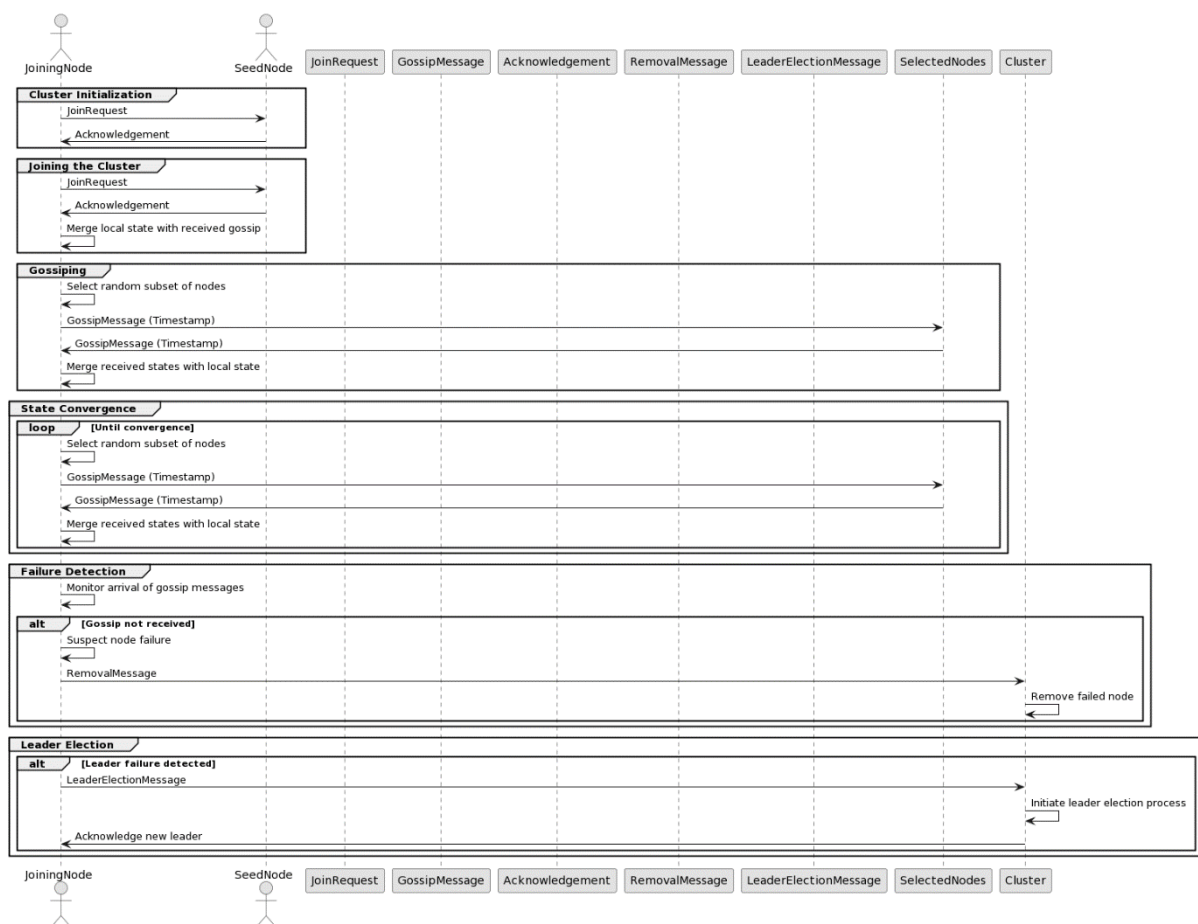 JoiningNode
SeedNode
JoinRequest
GossipMessage
Acknowledgement
RemovalMessage
LeaderElectionMessage
SelectedNodes
Cluster
Cluster Initialization
JoinRequest
Acknowledgement
Joining the Cluster
JoinRequest
Acknowledgement
Merge local state with received gossip
Gossiping
Select random subset of nodes
GossipMessage (Timestamp)
GossipMessage (Timestamp)
Merge received states with local state
State Convergence
loop [Until convergence]
Select random subset of nodes
GossipMessage (Timestamp)
GossipMessage (Timestamp)
Merge received states with local state
Failure Detection
Monitor arrival of gossip messages
alt [Gossip not received]
Suspect node failure
RemovalMessage
Remove failed node
Leader Election
alt [Leader failure detected]
LeaderElectionMessage
Initiate leader election process
Acknowledge new leader
JoiningNode
SeedNode
JoinRequest
GossipMessage
Acknowledgement
RemovalMessage
LeaderElectionMessage
SelectedNodes
Cluster